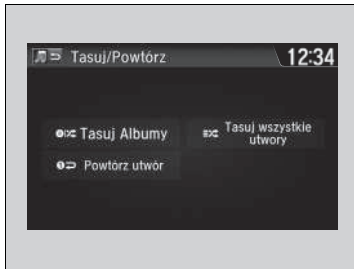 Tasuj/Powtórz
12:34
Tasuj Albumy
Tasuj wszystkie
utwory
Powtórz utwór